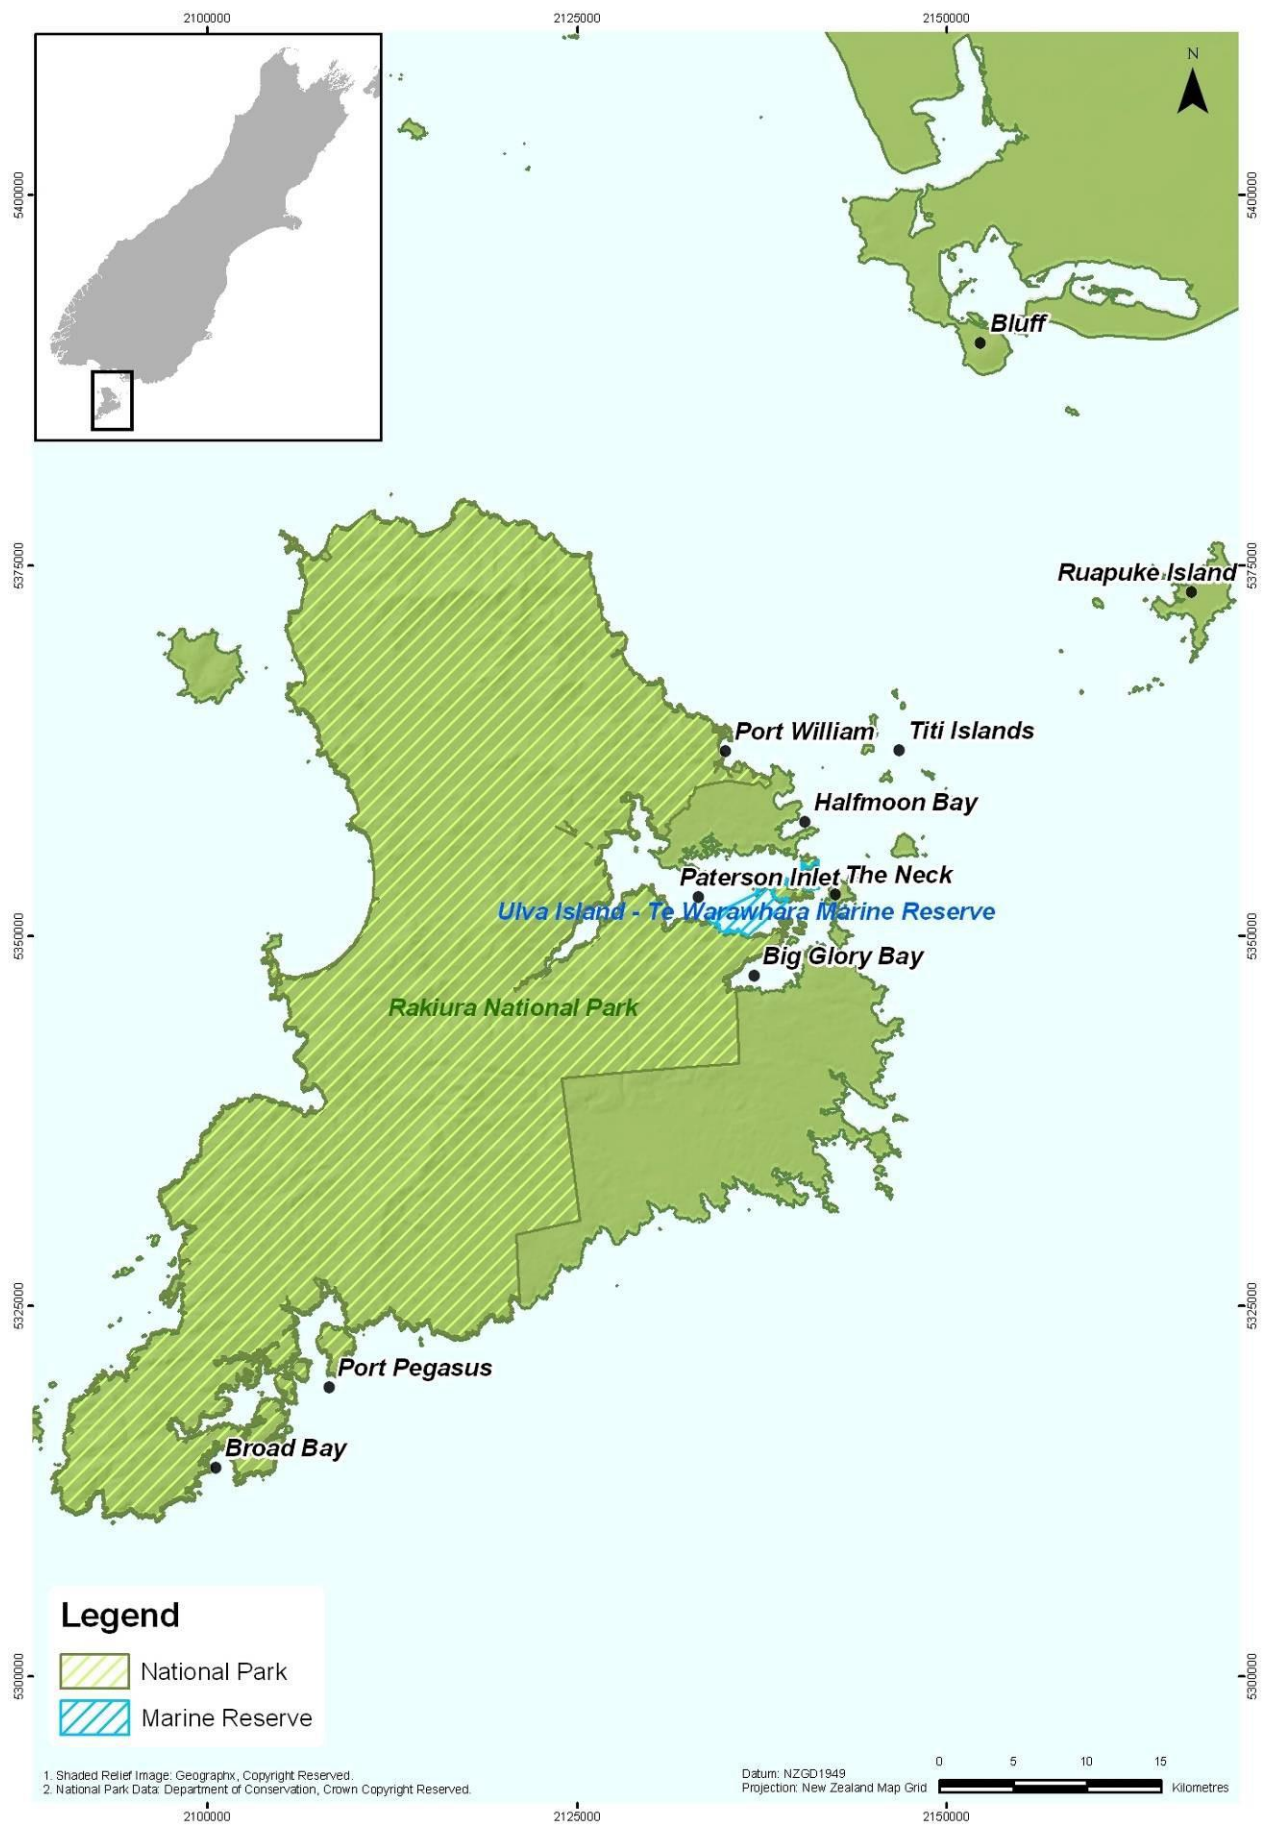 2100000
2125000
2150000
N
5400000
5400000
Bluff
5375000
Ruapuke Island
5375000
Port William
Titi Islands
Halfmoon Bay
Paterson Inlet
The Neck
Ulva Island - Te Warawhara Marine Reserve
5350000
5350000
Big Glory Bay
Rakiura National Park
5325000
5325000
Port Pegasus
Broad Bay
Legend
National Park
Marine Reserve
5300000
5300000
1. Shaded Relief Image: Geographx, Copyright Reserved.
2. National Park Data: Department of Conservation, Crown Copyright Reserved.
Datum: NZGD1949
Projection: New Zealand Map Grid
0 5 10 15
Kilometres
2100000
2125000
2150000